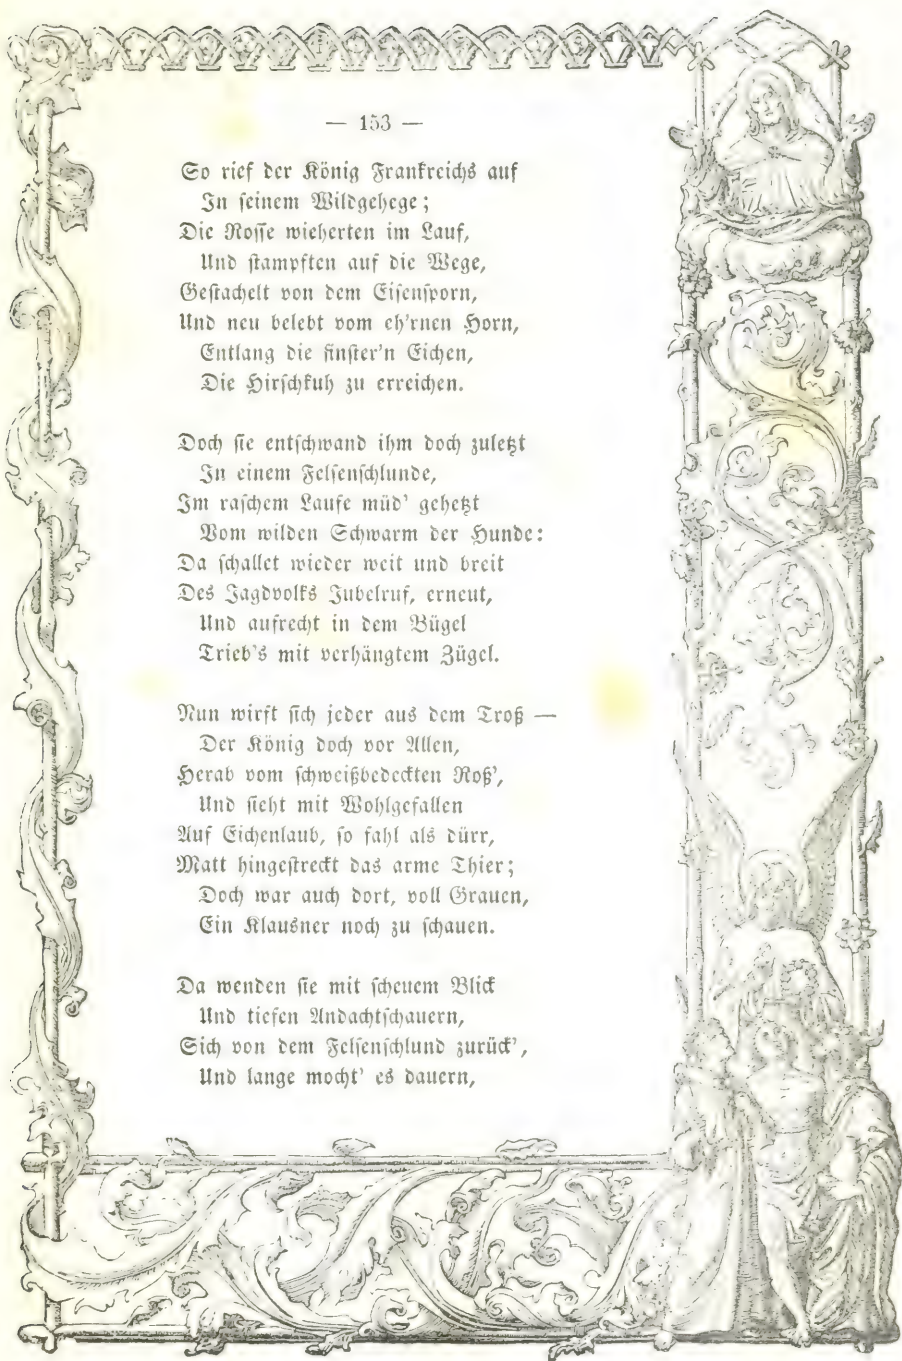 — 153 —
So rief der König Frankreichs auf
In seinem Wildgehege;
Die Rosse wieherten im Lauf,
Und stampften auf die Wege,
Gestachelt von dem Eisensporn,
Und neu belebt vom eh'rnen Horn,
Entlang die finster'n Eichen,
Die Hirschkuh zu erreichen.
Doch sie entschwand ihm doch zuletzt
In einem Felsenschlunde,
Im raschem Laufe müd' gehetzt
Vom wilden Schwarm der Hunde:
Da schallet wieder weit und breit
Des Jagdvolks Jubelruf, erneut,
Und aufrecht in dem Bügel
Trieb's mit verhängtem Zügel.
Nun wirft sich jeder aus dem Troß —
Der König doch vor Allen,
Herab vom schweißbedeckten Roß',
Und sieht mit Wohlgefallen
Auf Eichenlaub, so fahl als dürr,
Matt hingestreckt das arme Thier;
Doch war auch dort, voll Grauen,
Ein Klausner noch zu schauen.
Da wenden sie mit scheuem Blick
Und tiefen Andachtschauern,
Sich von dem Felsenschlund zurück',
Und lange mocht' es dauern,